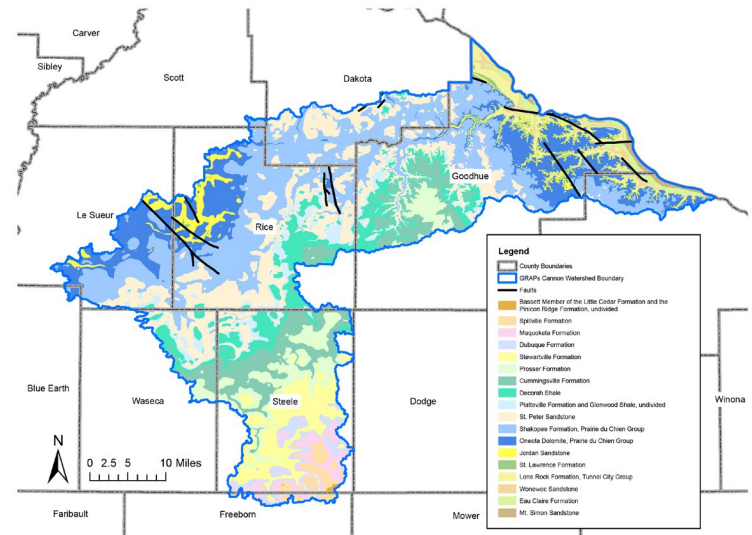 Carver
Sibley
Scott
Dakota
Goodhue
Le Sueur
Rice
Blue Earth
Waseca
Steele
Dodge
Winona
N
0 2.5 5 10 Miles
Faribault
Freeborn
Mower
Legend
County Boundaries
GRAPs Cannon Watershed Boundary
Faults
Bassett Member of the Little Cedar Formation and the
Pinicon Ridge Formation, undivided
Spillville Formation
Maquoketa Formation
Dubuque Formation
Stewartville Formation
Prosser Formation
Cummingsville Formation
Decorah Shale
Platteville Formation and Glenwood Shale, undivided
St. Peter Sandstone
Shakopee Formation, Prairie du Chien Group
Oneota Dolomite, Prairie du Chien Group
Jordan Sandstone
St. Lawrence Formation
Lone Rock Formation, Tunnel City Group
Wonewoc Sandstone
Eau Claire Formation
Mt. Simon Sandstone